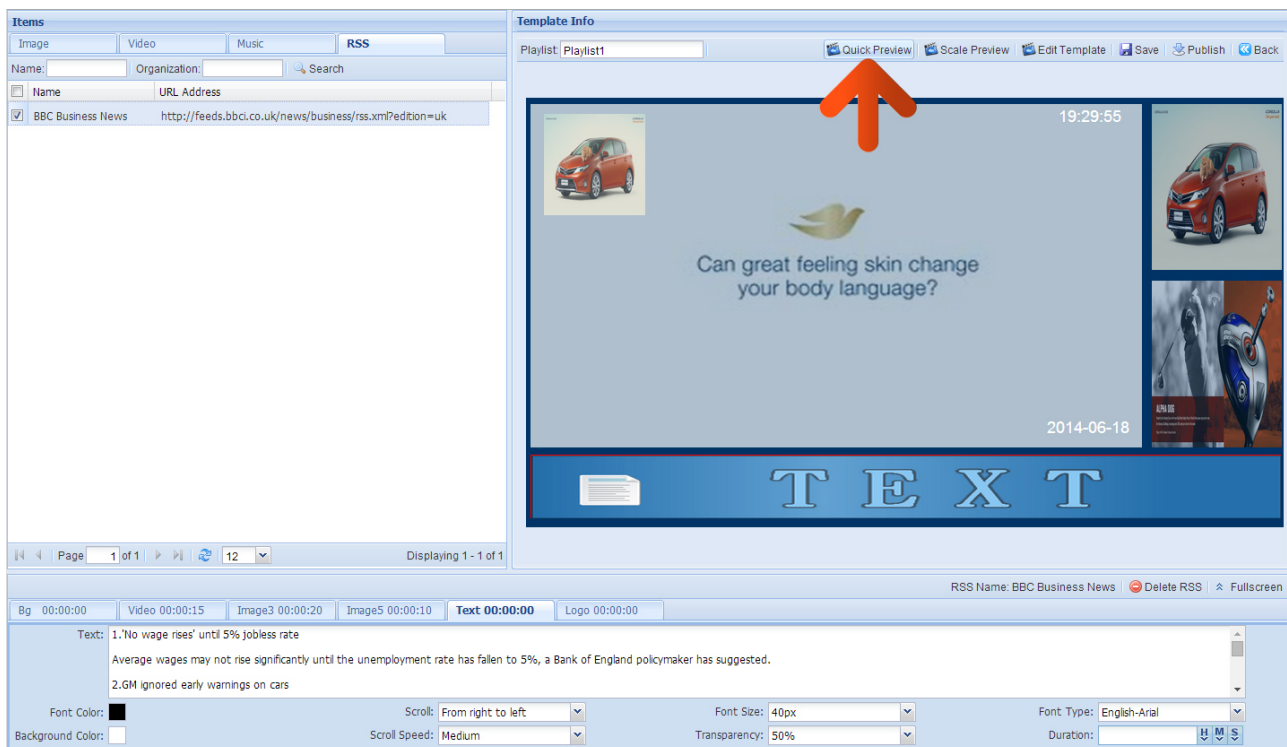 Items
Image Video Music RSS
Name: Organization: Search
Name URL Address
BBC Business News http://feeds.bbci.co.uk/news/business/rss.xml?edition=uk
Page 1 of 1 12 Displaying 1 - 1 of 1
Template Info
Playlist: Playlist1 Quick Preview Scale Preview Edit Template Save Publish Back
19:29:55
Can great feeling skin change
your body language?
2014-06-18
TEXT
RSS Name: BBC Business News Delete RSS Fullscreen
Bg 00:00:00 Video 00:00:15 Image3 00:00:20 Image5 00:00:10 Text 00:00:00 Logo 00:00:00
Text: 1.'No wage rises' until 5% jobless rate
Average wages may not rise significantly until the unemployment rate has fallen to 5%, a Bank of England policymaker has suggested.
2.GM ignored early warnings on cars
Font Color: Scroll: From right to left Font Size: 40px Font Type: English-Arial
Background Color: Scroll Speed: Medium Transparency: 50% Duration: H M S